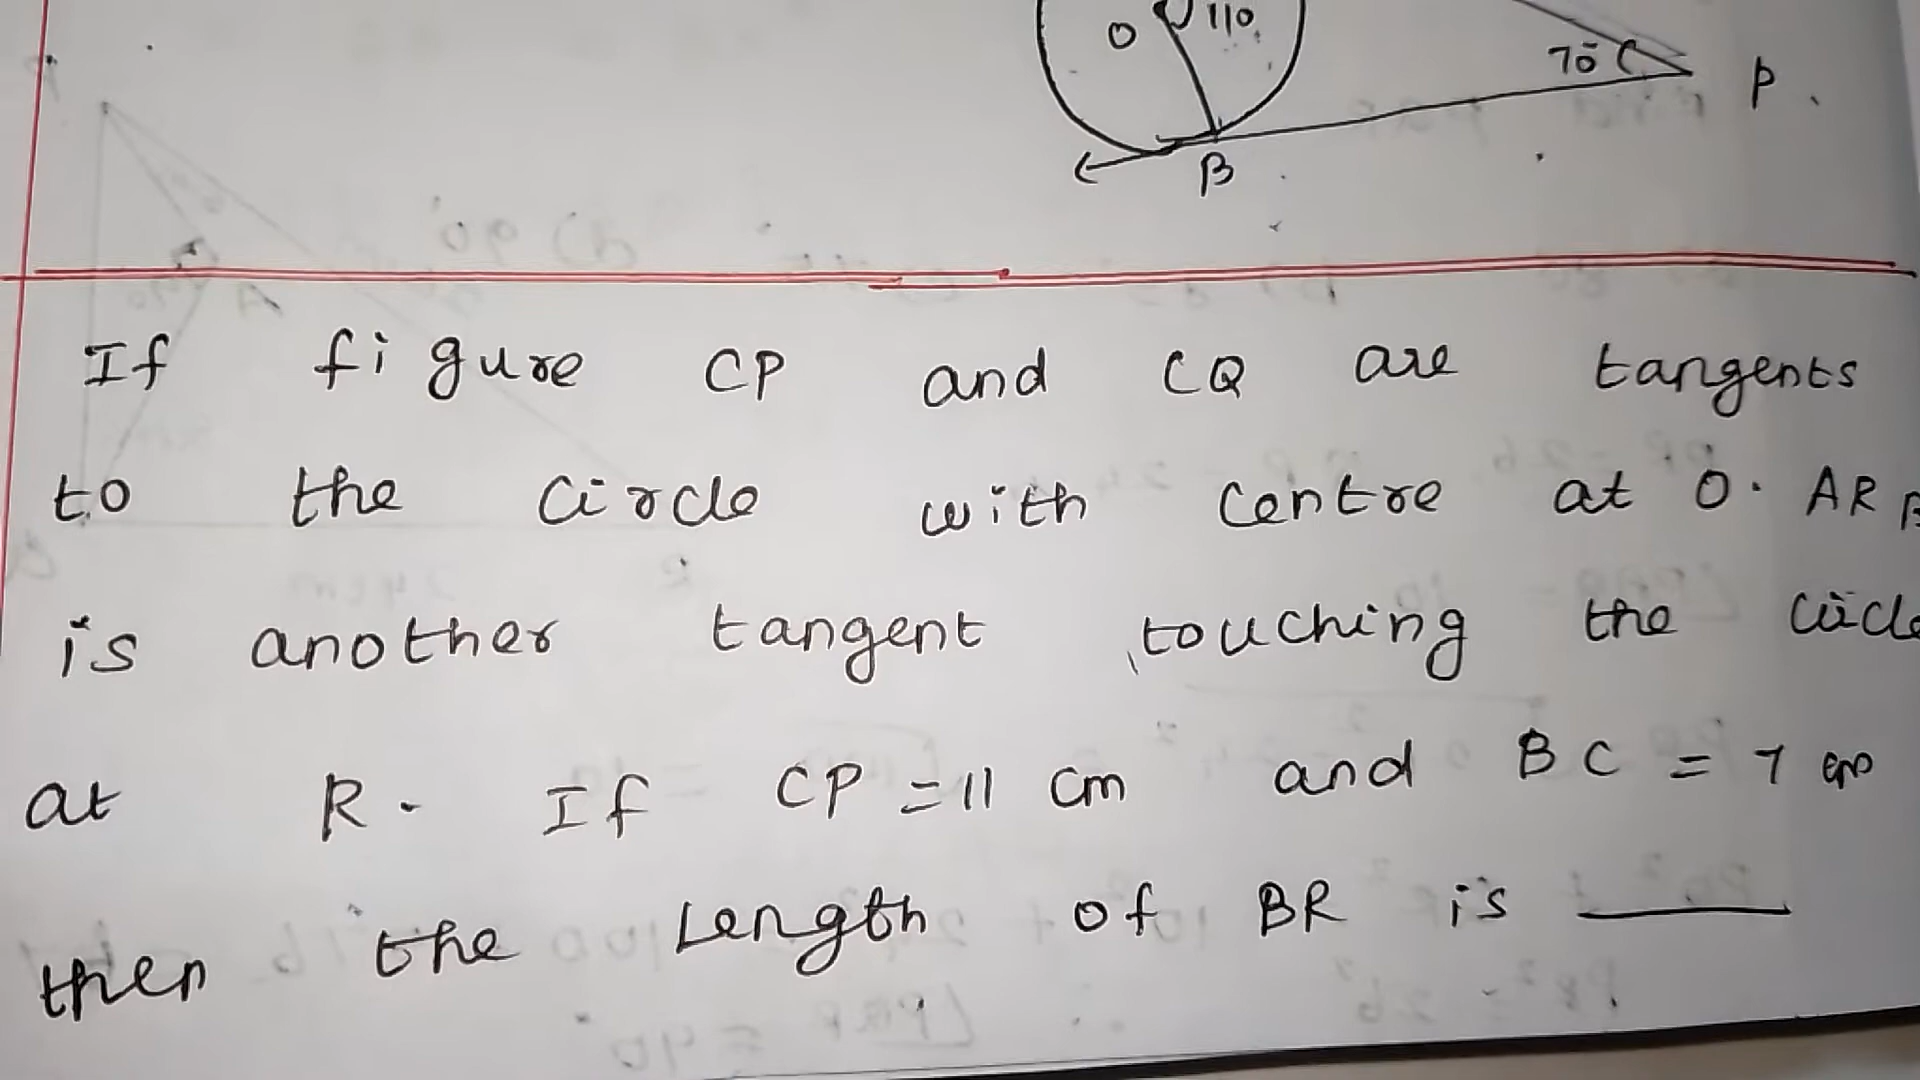 O 110
70 P.
B
If figure CP and CQ are tangents
to the circle with centre at O. AR
is another tangent touching the circle
at R. If CP = 11 cm and BC = 7 cm
then the Length of BR is ____